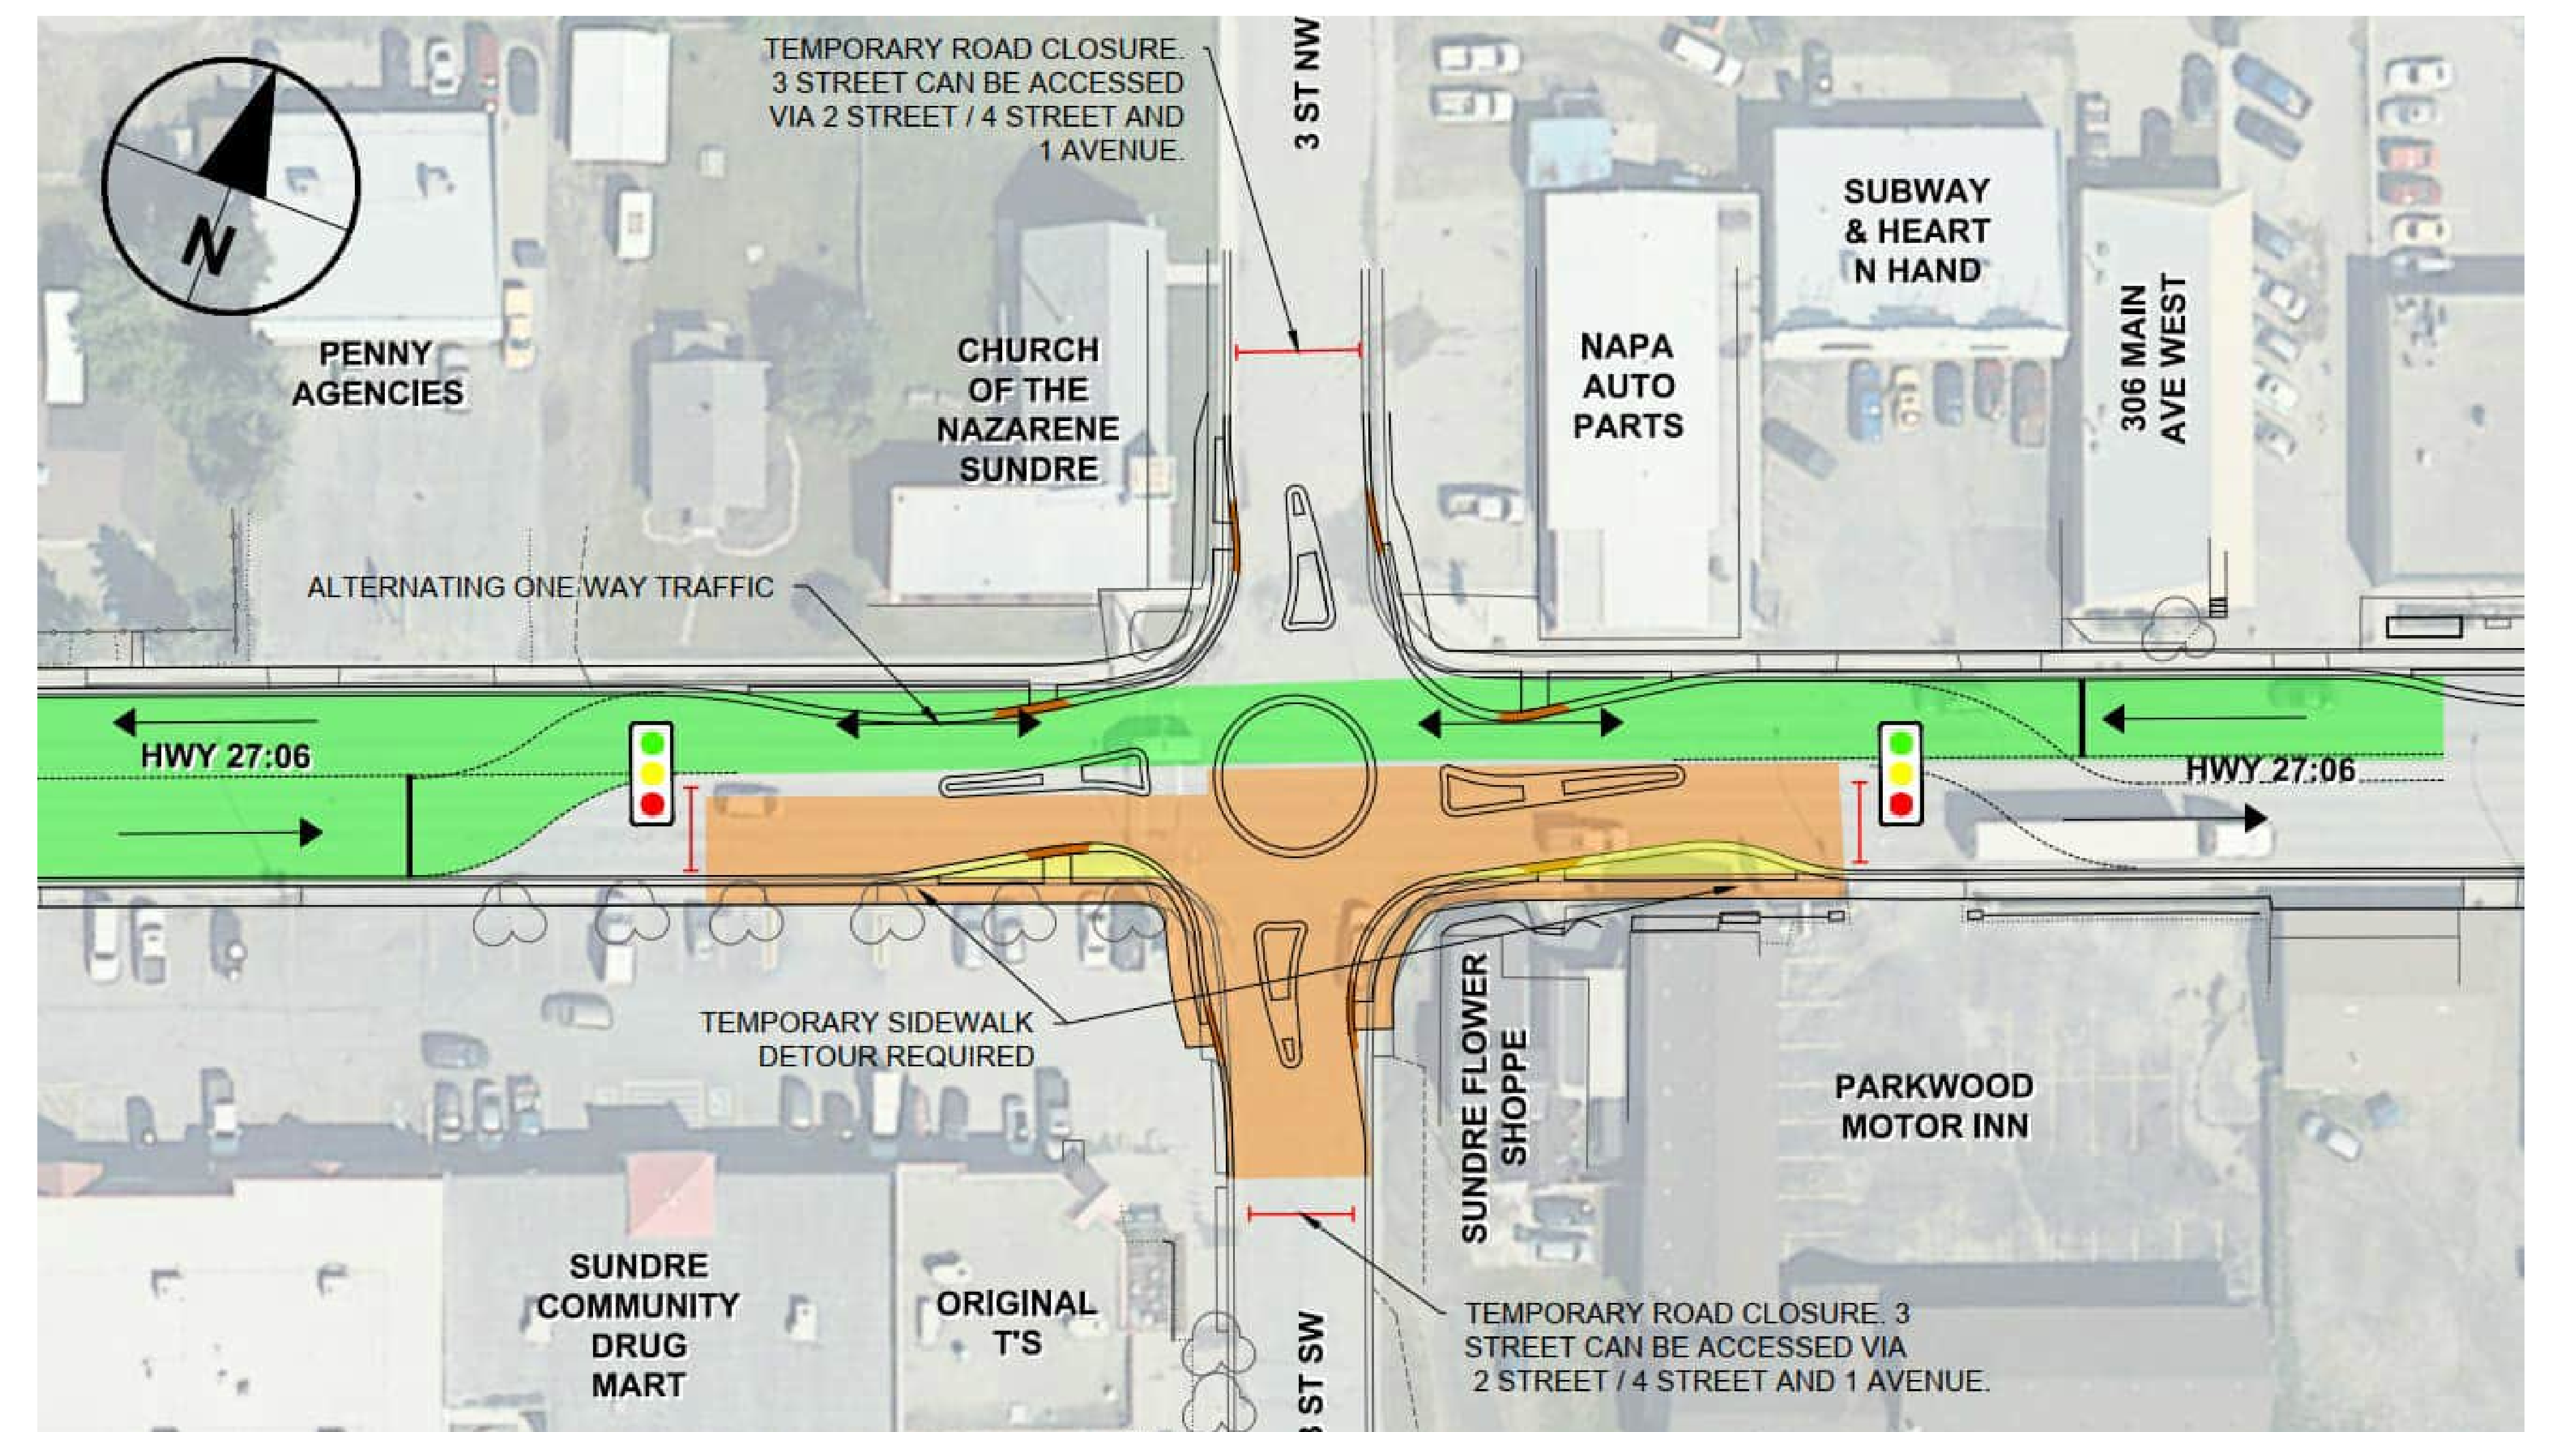 TEMPORARY ROAD CLOSURE.
3 STREET CAN BE ACCESSED
VIA 2 STREET / 4 STREET AND
1 AVENUE.
3 ST NW
N
PENNY
AGENCIES
CHURCH
OF THE
NAZARENE
SUNDRE
NAPA
AUTO
PARTS
SUBWAY
& HEART
N HAND
306 MAIN
AVE WEST
ALTERNATING ONE WAY TRAFFIC
HWY 27:06
HWY 27:06
TEMPORARY SIDEWALK
DETOUR REQUIRED
SUNDRE FLOWER
SHOPPE
PARKWOOD
MOTOR INN
SUNDRE
COMMUNITY
DRUG
MART
ORIGINAL
T'S
3 ST SW
TEMPORARY ROAD CLOSURE. 3
STREET CAN BE ACCESSED VIA
2 STREET / 4 STREET AND 1 AVENUE.